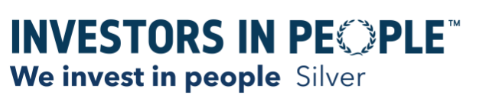 INVESTORS IN PEOPLE™
We invest in people Silver